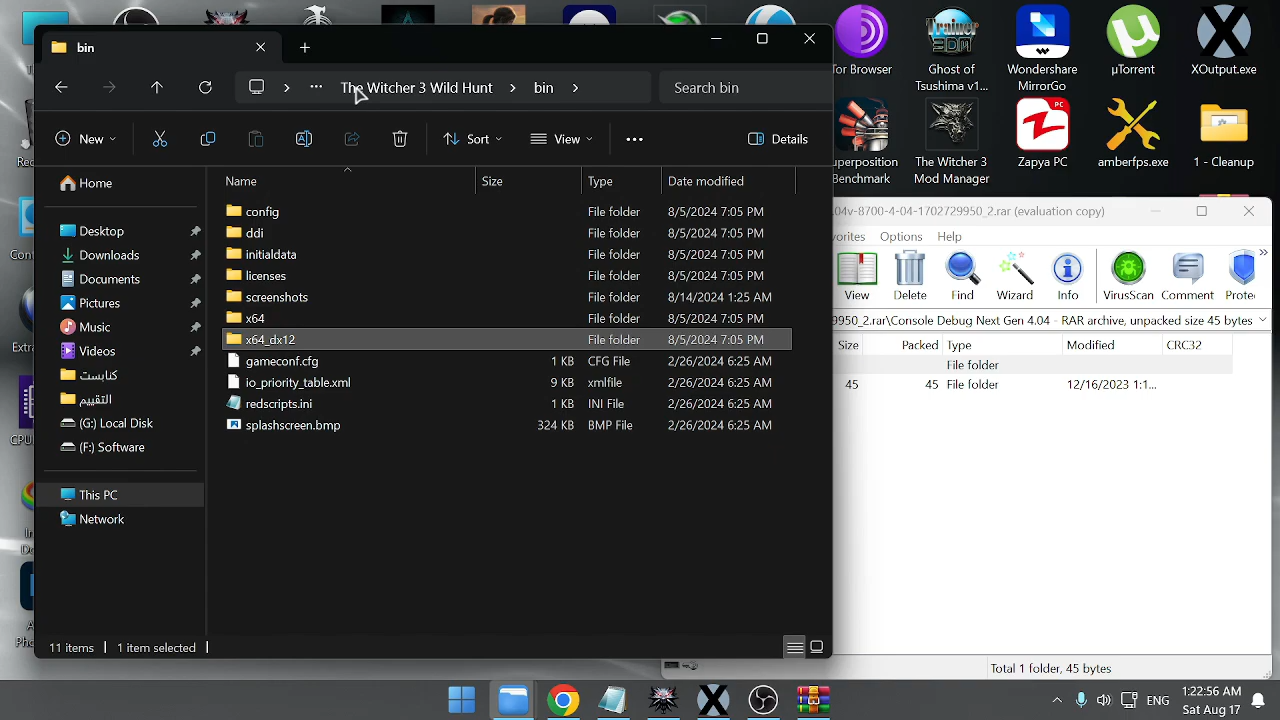 bin
The Witcher 3 Wild Hunt
bin
Search bin
New
Sort
View
Details
Name
Size
Type
Date modified
Home
Desktop
Downloads
Documents
Pictures
Music
Videos
كتابست
التقييم
(G:) Local Disk
(F:) Software
This PC
Network
config File folder 8/5/2024 7:05 PM
ddi File folder 8/5/2024 7:05 PM
initialdata File folder 8/5/2024 7:05 PM
licenses File folder 8/5/2024 7:05 PM
screenshots File folder 8/14/2024 1:25 AM
x64 File folder 8/5/2024 7:05 PM
x64_dx12 File folder 8/5/2024 7:05 PM
gameconf.cfg 1 KB CFG File 2/26/2024 6:25 AM
io_priority_table.xml 9 KB xmlfile 2/26/2024 6:25 AM
redscripts.ini 1 KB INI File 2/26/2024 6:25 AM
splashscreen.bmp 324 KB BMP File 2/26/2024 6:25 AM
11 items
1 item selected
Tor Browser
Ghost of
Tsushima v1...
Wondershare
MirrorGo
µTorrent
XOutput.exe
uperposition
Benchmark
The Witcher 3
Mod Manager
Zapya PC
amberfps.exe
1 - Cleanup
.04v-8700-4-04-1702729950_2.rar (evaluation copy)
vorites
Options
Help
View
Delete
Find
Wizard
Info
VirusScan
Comment
Prote
9950_2.rar\Console Debug Next Gen 4.04 - RAR archive, unpacked size 45 bytes
Size
Packed
Type
Modified
CRC32
File folder
45 45 File folder 12/16/2023 1:1...
Total 1 folder, 45 bytes
ENG
1:22:56 AM
Sat Aug 17